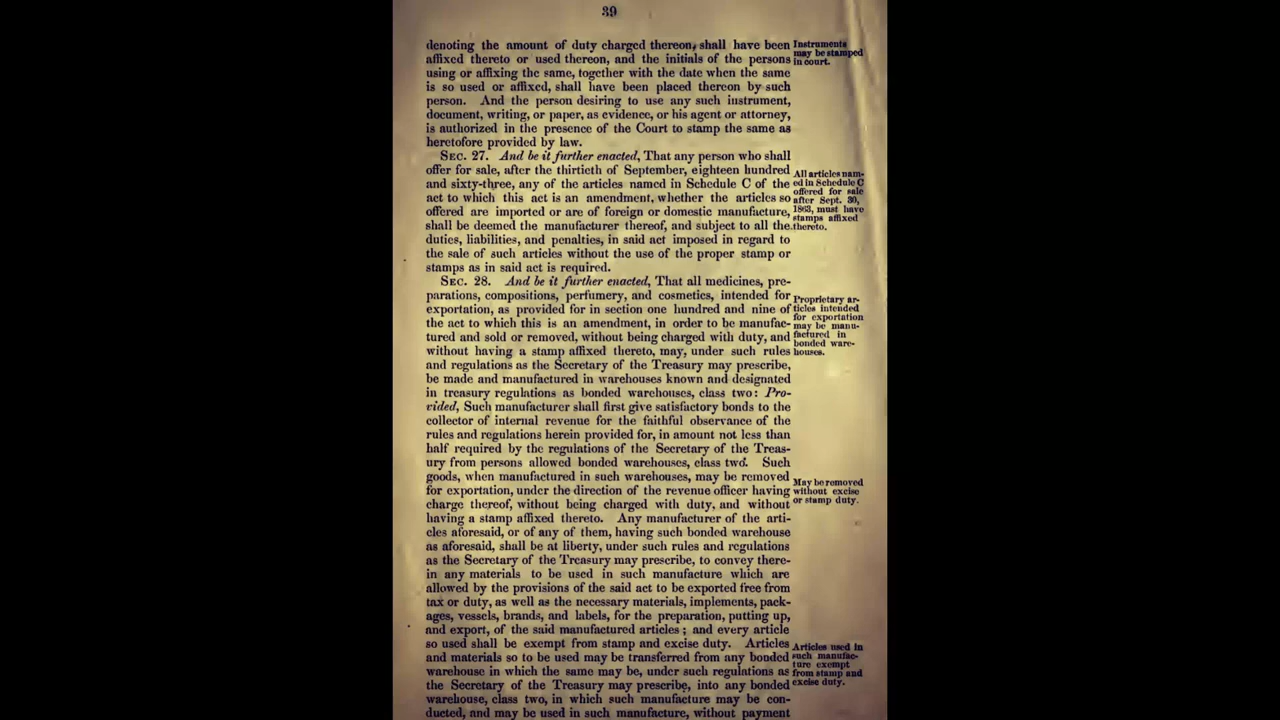 39
denoting the amount of duty charged thereon, shall have been
affixed thereto or used thereon, and the initials of the persons
using or affixing the same, together with the date when the same
is so used or affixed, shall have been placed thereon by such
person. And the person desiring to use any such instrument,
document, writing, or paper, as evidence, or his agent or attorney,
is authorized in the presence of the Court to stamp the same as
heretofore provided by law.
Instruments
may be stamped
in court.
SEC. 27. And be it further enacted, That any person who shall
offer for sale, after the thirtieth of September, eighteen hundred
and sixty-three, any of the articles named in Schedule C of the
act to which this act is an amendment, whether the articles so
offered are imported or are of foreign or domestic manufacture,
shall be deemed the manufacturer thereof, and subject to all the
duties, liabilities, and penalties, in said act imposed in regard to
the sale of such articles without the use of the proper stamp or
stamps as in said act is required.
All articles nam-
ed in Schedule C
offered for sale
after Sept. 30,
1863, must have
stamps affixed
thereto.
SEC. 28. And be it further enacted, That all medicines, pre-
parations, compositions, perfumery, and cosmetics, intended for
exportation, as provided for in section one hundred and nine of
the act to which this is an amendment, in order to be manufac-
tured and sold or removed, without being charged with duty, and
without having a stamp affixed thereto, may, under such rules
and regulations as the Secretary of the Treasury may prescribe,
be made and manufactured in warehouses known and designated
in treasury regulations as bonded warehouses, class two: Pro-
vided, Such manufacturer shall first give satisfactory bonds to the
collector of internal revenue for the faithful observance of the
rules and regulations herein provided for, in amount not less than
half required by the regulations of the Secretary of the Treas-
ury from persons allowed bonded warehouses, class two. Such
goods, when manufactured in such warehouses, may be removed
for exportation, under the direction of the revenue officer having
charge thereof, without being charged with duty, and without
having a stamp affixed thereto. Any manufacturer of the arti-
cles aforesaid, or of any of them, having such bonded warehouse
as aforesaid, shall be at liberty, under such rules and regulations
as the Secretary of the Treasury may prescribe, to convey there-
in any materials to be used in such manufacture which are
allowed by the provisions of the said act to be exported free from
tax or duty, as well as the necessary materials, implements, pack-
ages, vessels, brands, and labels, for the preparation, putting up,
and export, of the said manufactured articles; and every article
so used shall be exempt from stamp and excise duty. Articles
and materials so to be used may be transferred from any bonded
warehouse in which the same may be, under such regulations as
the Secretary of the Treasury may prescribe, into any bonded
warehouse, class two, in which such manufacture may be con-
ducted, and may be used in such manufacture, without payment
Proprietary ar-
ticles intended
for exportation
may be manu-
factured in
bonded ware-
houses.
May be removed
without excise
or stamp duty.
Articles used in
such manufac-
ture exempt
from stamp and
excise duty.